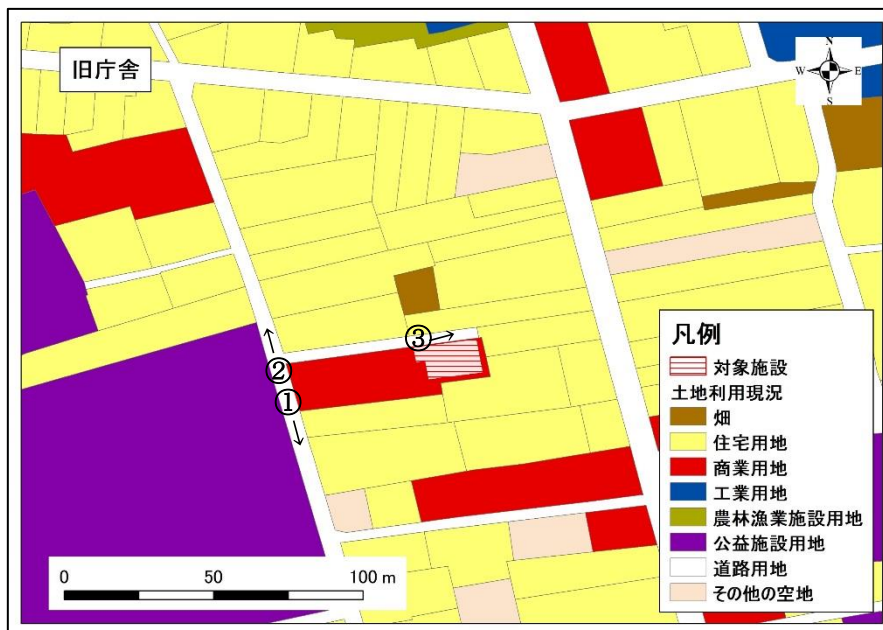 旧庁舎
N
W E
S
③
②
①
凡例
対象施設
土地利用現況
畑
住宅用地
商業用地
工業用地
農林漁業施設用地
公益施設用地
道路用地
その他の空地
0 50 100 m